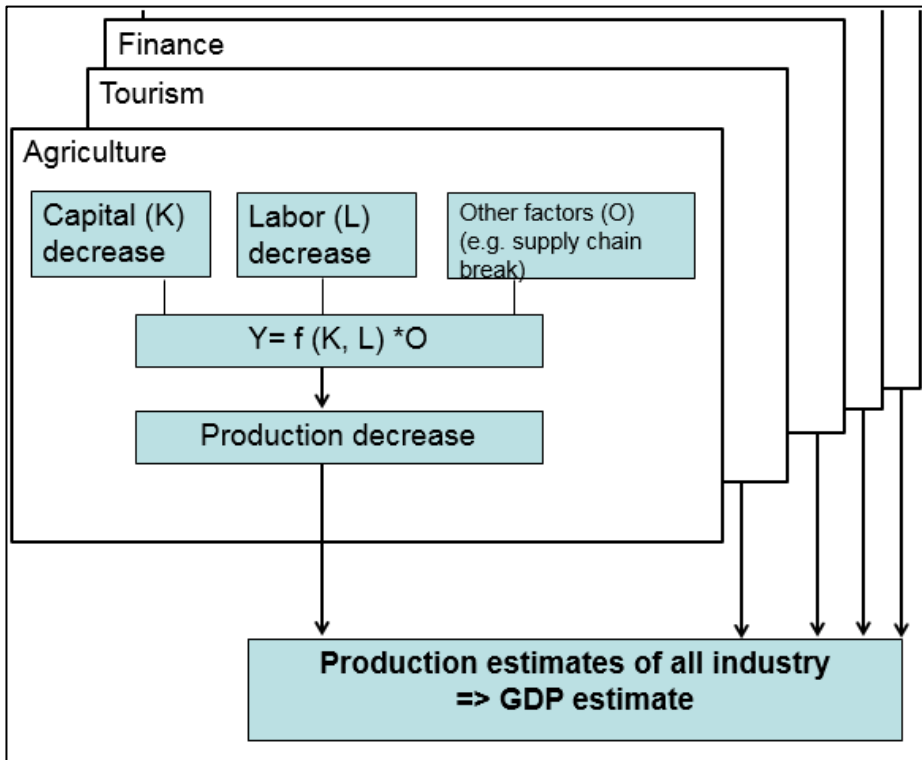 Finance
Tourism
Agriculture
Capital (K)
decrease
Labor (L)
decrease
Other factors (O)
(e.g. supply chain
break)
Y= f (K, L) *O
Production decrease
Production estimates of all industry
=> GDP estimate